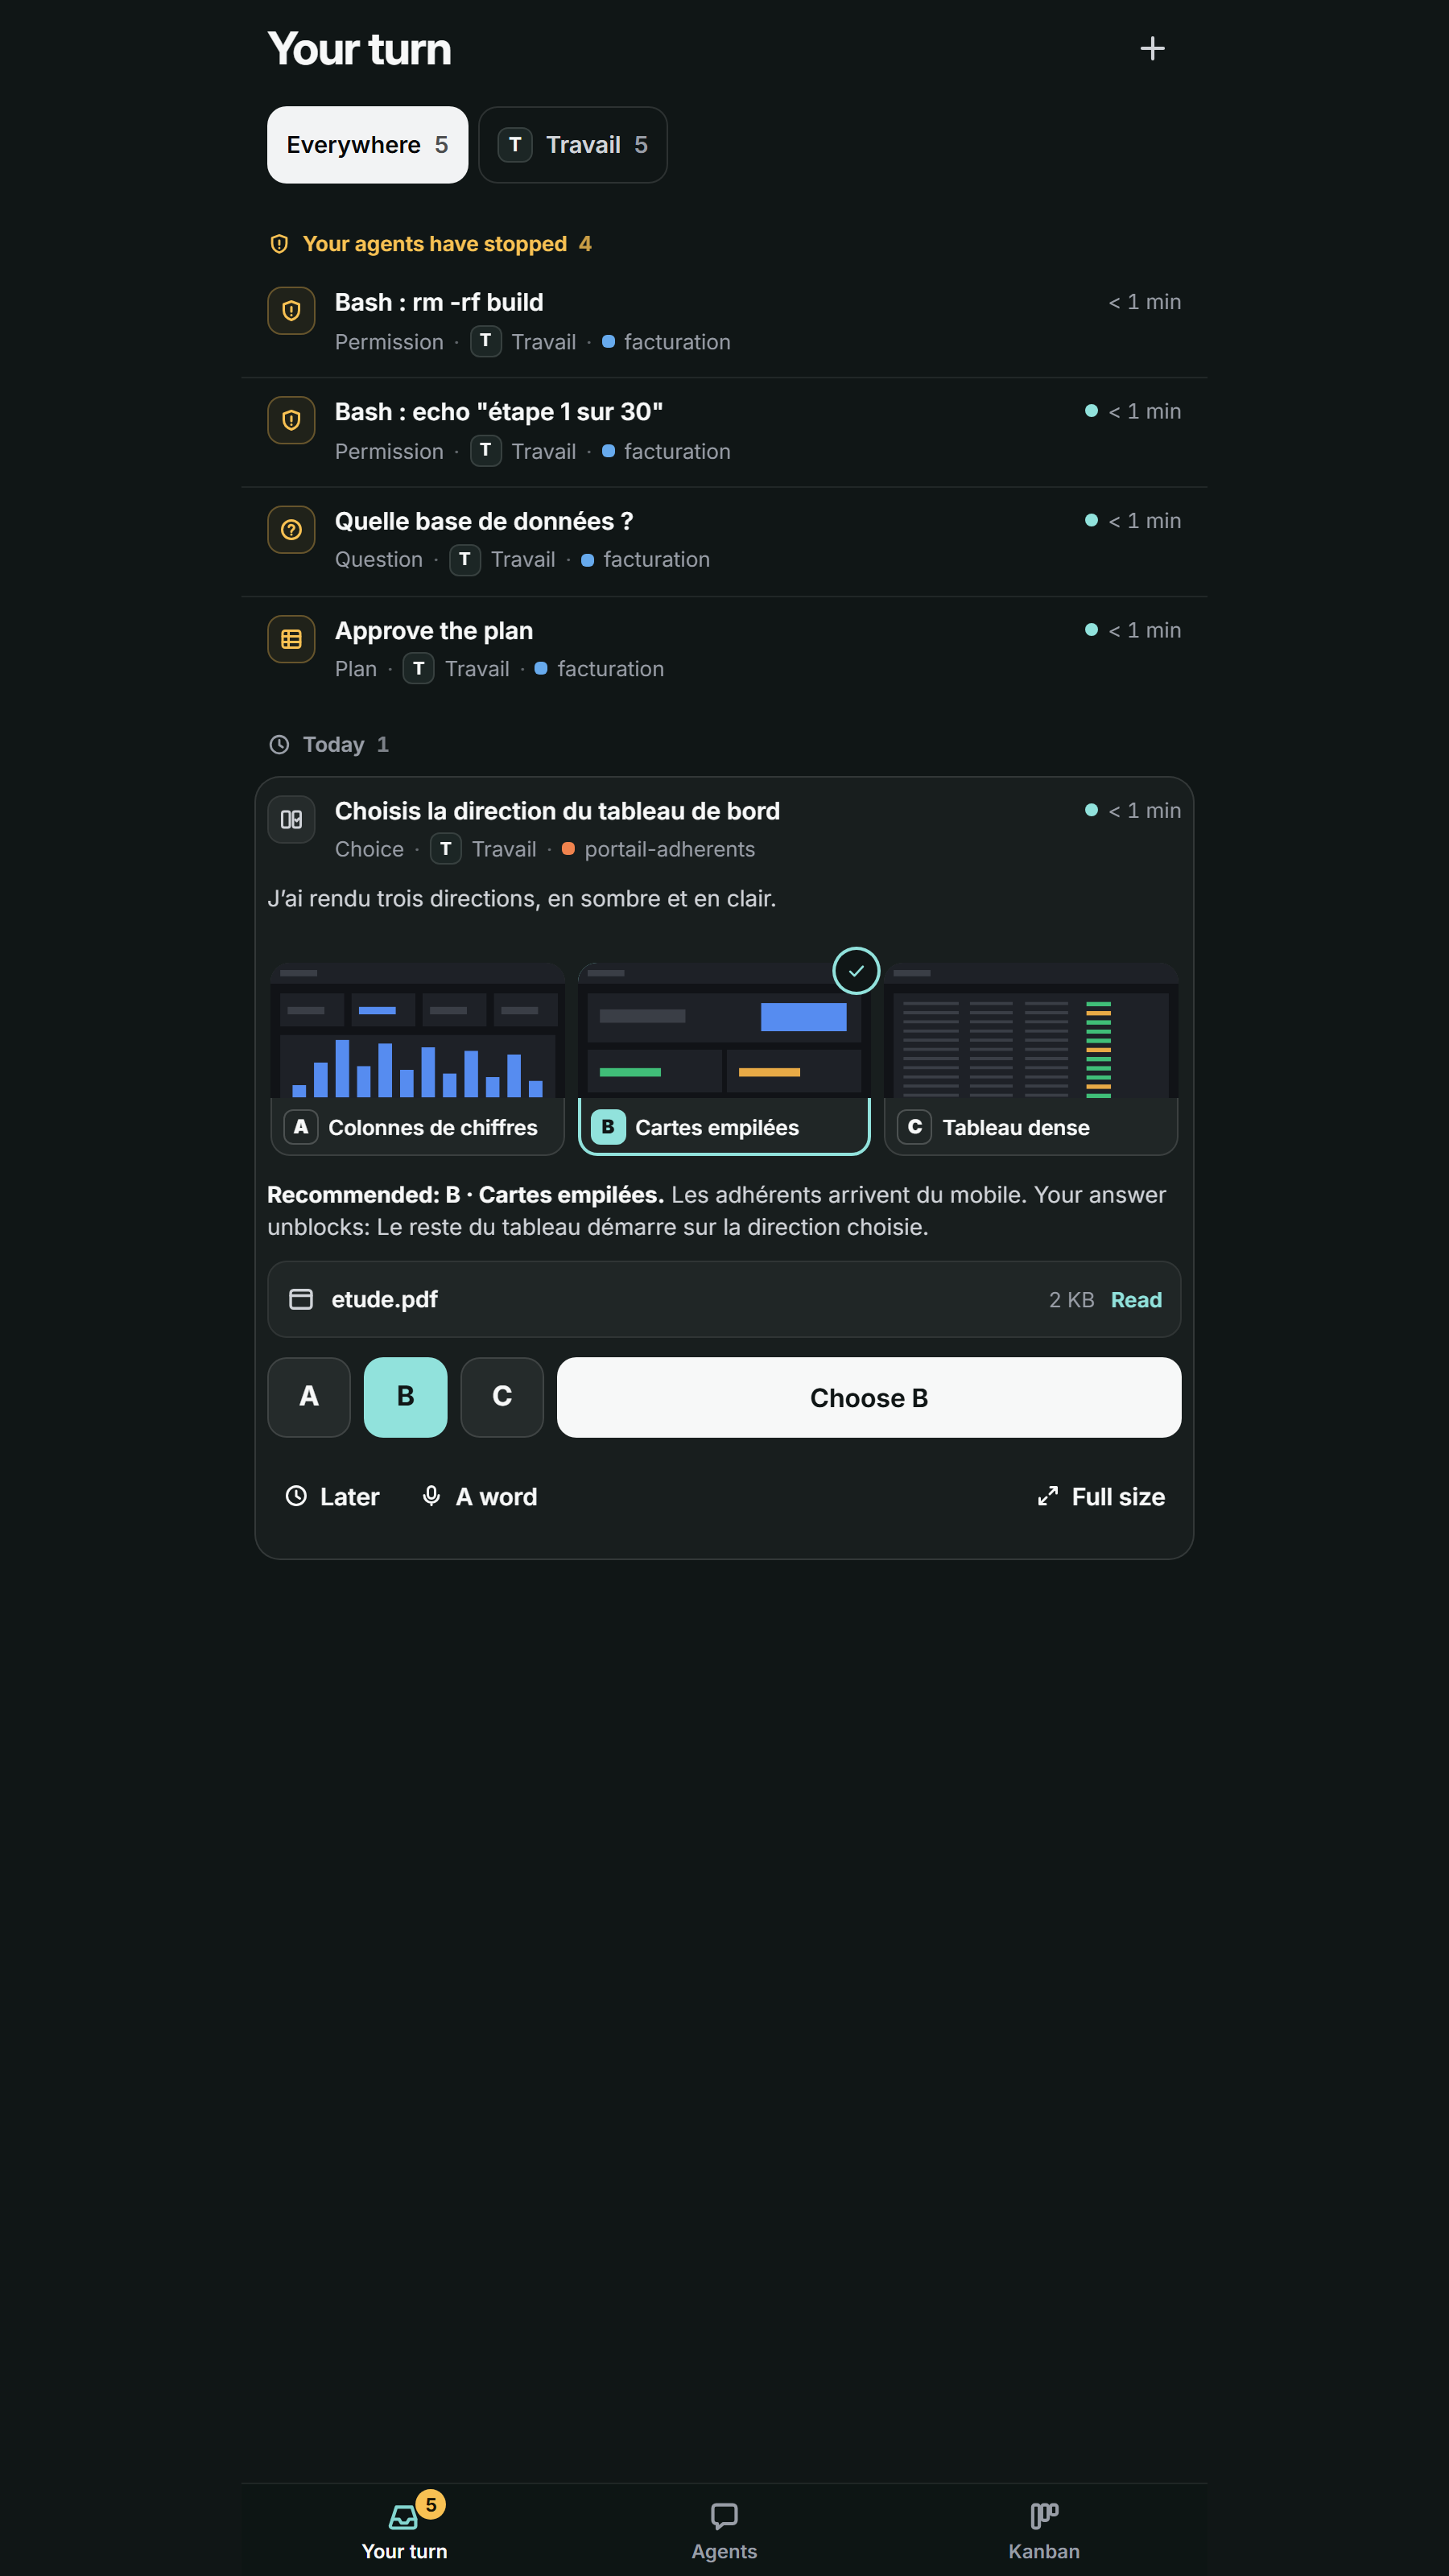 Your turn
Everywhere 5
T Travail 5
Your agents have stopped 4
Bash : rm -rf build
< 1 min
Permission · T Travail · facturation
Bash : echo "étape 1 sur 30"
< 1 min
Permission · T Travail · facturation
Quelle base de données ?
< 1 min
Question · T Travail · facturation
Approve the plan
< 1 min
Plan · T Travail · facturation
Today 1
Choisis la direction du tableau de bord
< 1 min
Choice · T Travail · portail-adherents
J’ai rendu trois directions, en sombre et en clair.
A Colonnes de chiffres
B Cartes empilées
C Tableau dense
Recommended: B · Cartes empilées. Les adhérents arrivent du mobile. Your answer
unblocks: Le reste du tableau démarre sur la direction choisie.
etude.pdf
2 KB Read
A
B
C
Choose B
Later
A word
Full size
5
Your turn
Agents
Kanban